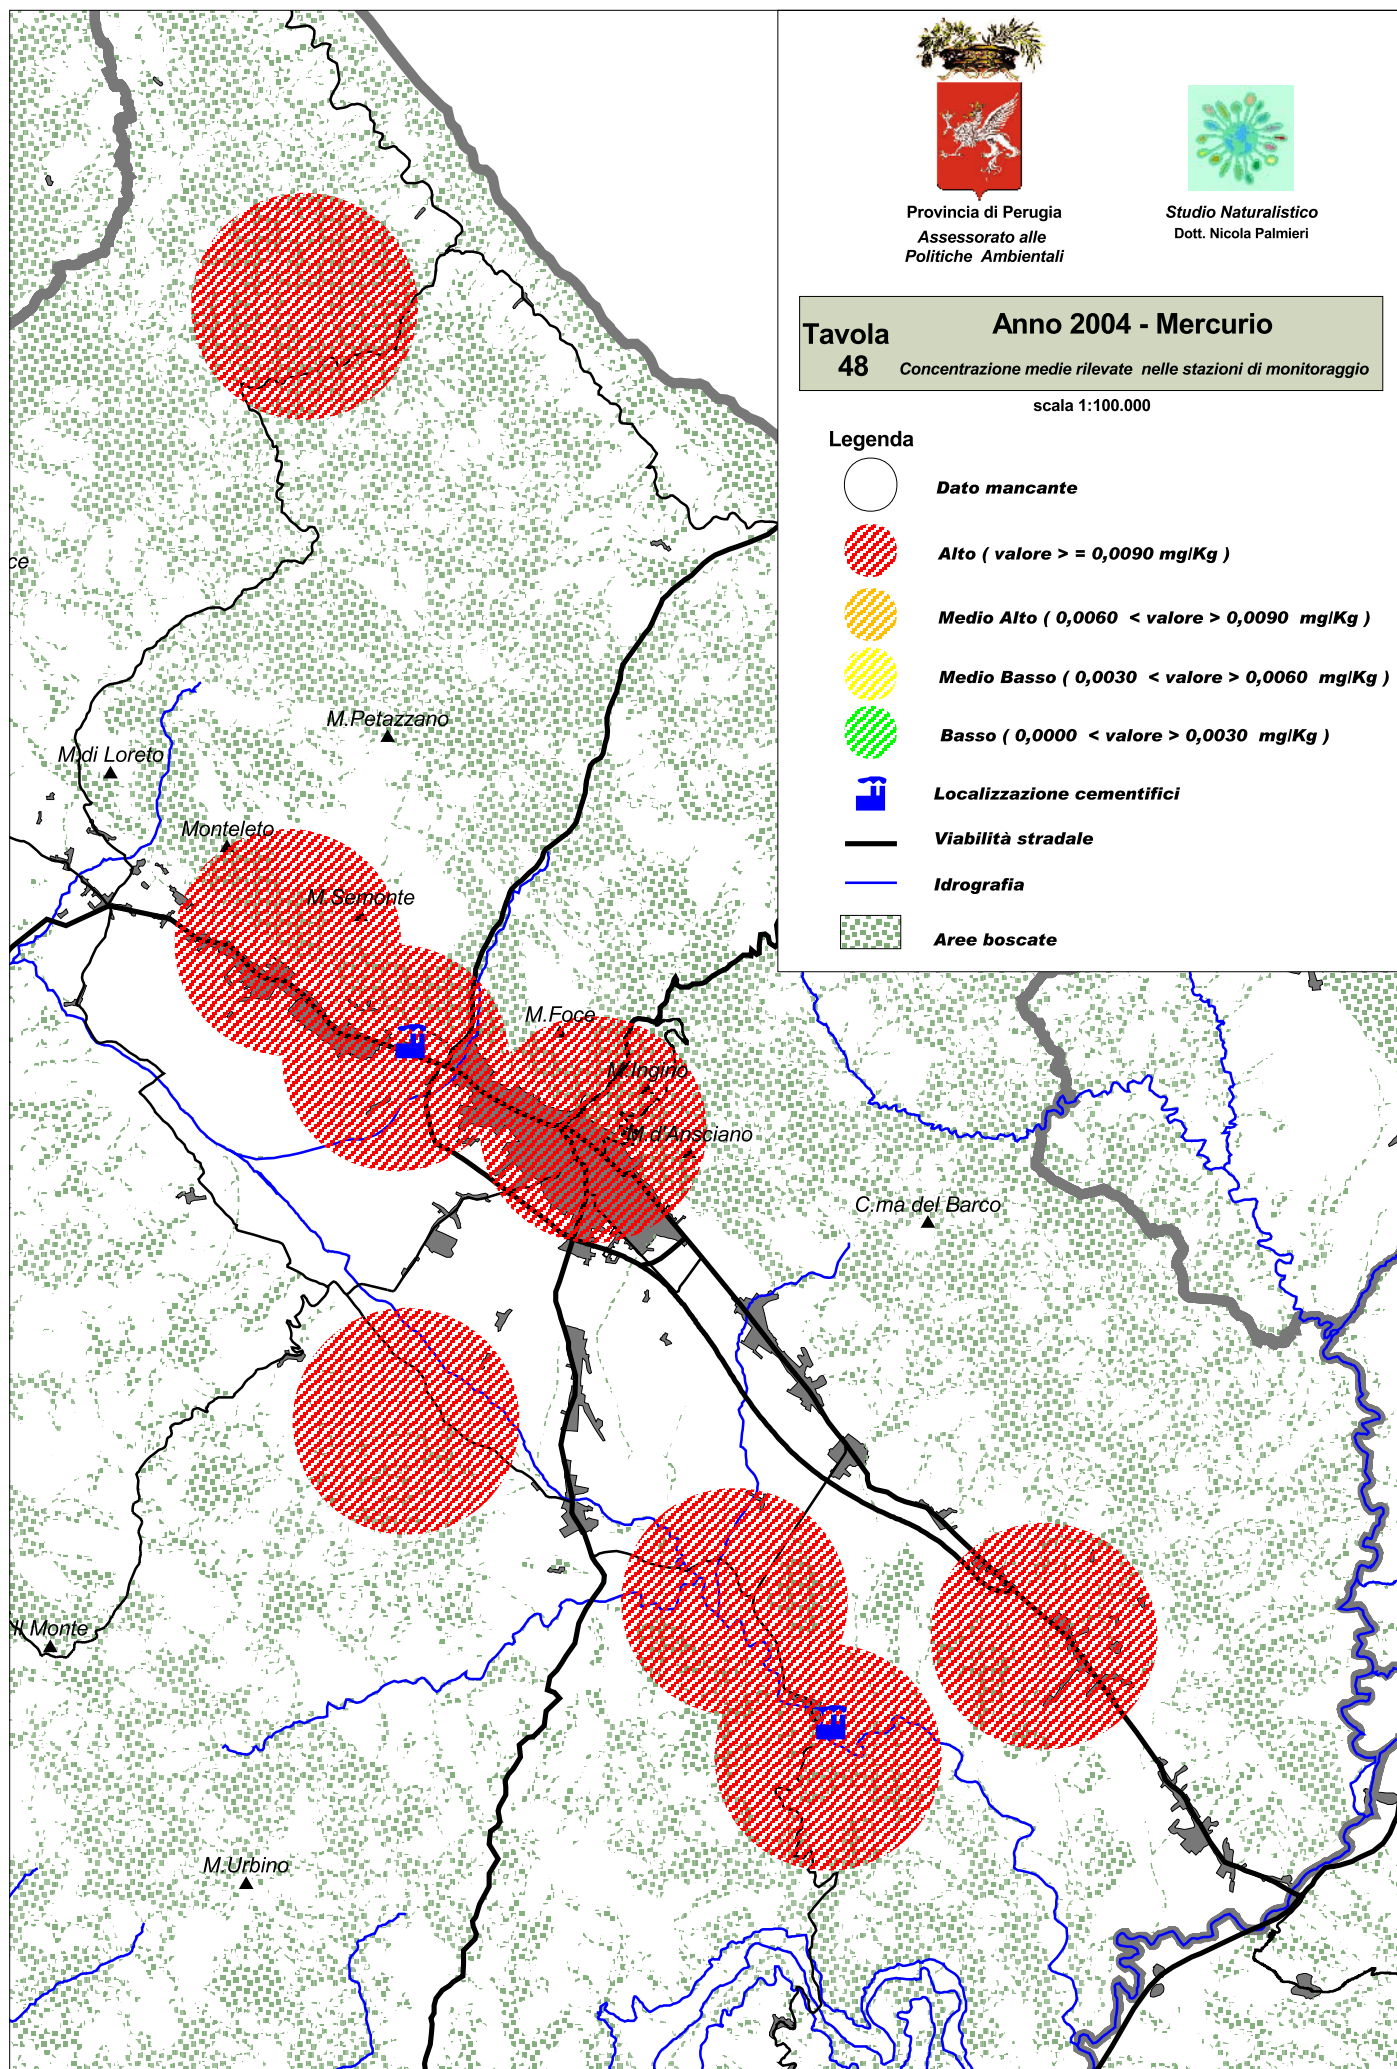 Provincia di Perugia
Assessorato alle
Politiche Ambientali
Studio Naturalistico
Dott. Nicola Palmieri
Tavola
48
Anno 2004 - Mercurio
Concentrazione medie rilevate nelle stazioni di monitoraggio
scala 1:100.000
Legenda
Dato mancante
Alto ( valore > = 0,0090 mg/Kg )
Medio Alto ( 0,0060 < valore > 0,0090 mg/Kg )
Medio Basso ( 0,0030 < valore > 0,0060 mg/Kg )
Basso ( 0,0000 < valore > 0,0030 mg/Kg )
Localizzazione cementifici
Viabilità stradale
Idrografia
Aree boscate
ce
M.Petazzano
M.di Loreto
Monteleto
M.Semonte
M.Foce
M.Ingino
M.d'Ansciano
C.ma del Barco
Il Monte
M.Urbino